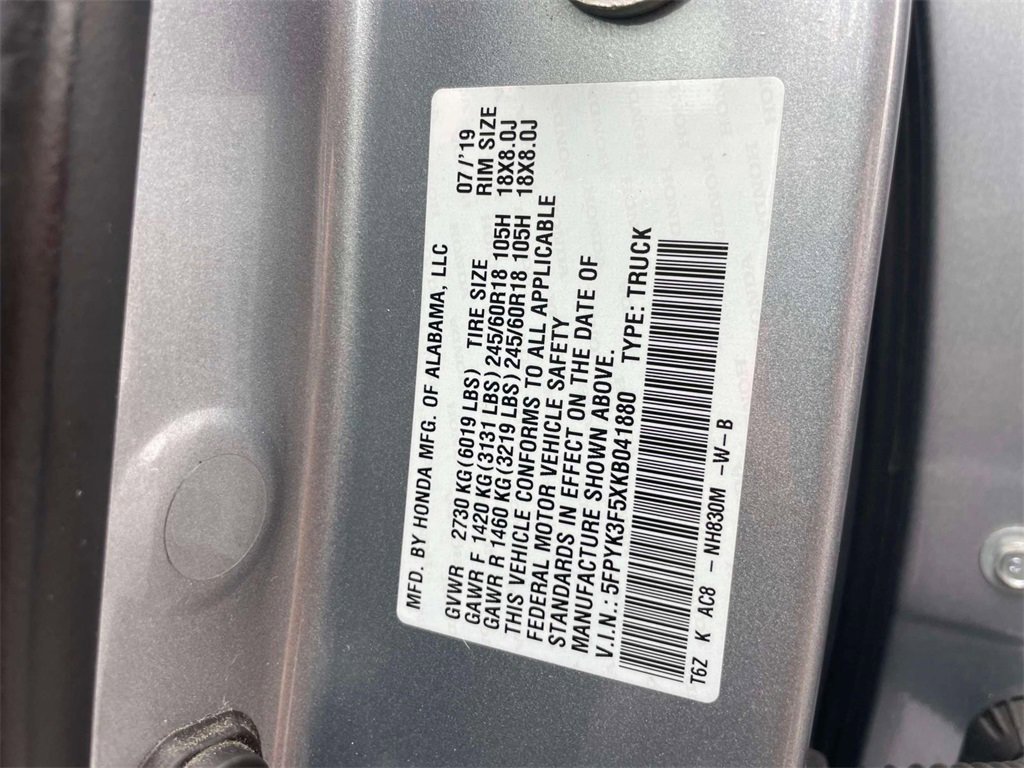 MFD. BY HONDA MFG. OF ALABAMA, LLC 07/'19
GVWR 2730 KG(6019 LBS) TIRE SIZE RIM SIZE
GAWR F 1420 KG(3131 LBS)245/60R18 105H 18X8.0J
GAWR R 1460 KG(3219 LBS)245/60R18 105H 18X8.0J
THIS VEHICLE CONFORMS TO ALL APPLICABLE
FEDERAL MOTOR VEHICLE SAFETY
STANDARDS IN EFFECT ON THE DATE OF
MANUFACTURE SHOWN ABOVE.
V.I.N.:5FPYK3F5XKB041880 TYPE:TRUCK
T6Z K AC8 -NH830M -W-B